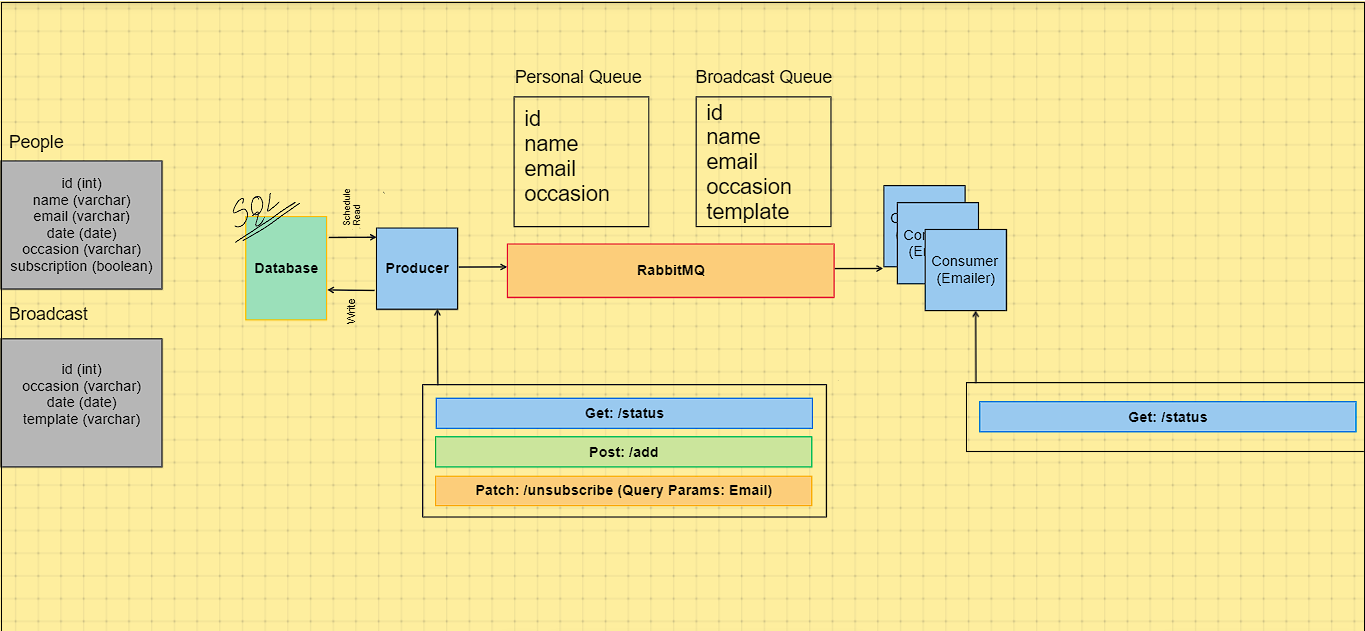 People
id (int)
name (varchar)
email (varchar)
date (date)
occasion (varchar)
subscription (boolean)
Broadcast
id (int)
occasion (varchar)
date (date)
template (varchar)
SQL
Database
Schedule
Read
Write
Producer
Personal Queue
id
name
email
occasion
Broadcast Queue
id
name
email
occasion
template
RabbitMQ
C
Cor
(E
Consumer
(Emailer)
Get: /status
Post: /add
Patch: /unsubscribe (Query Params: Email)
Get: /status